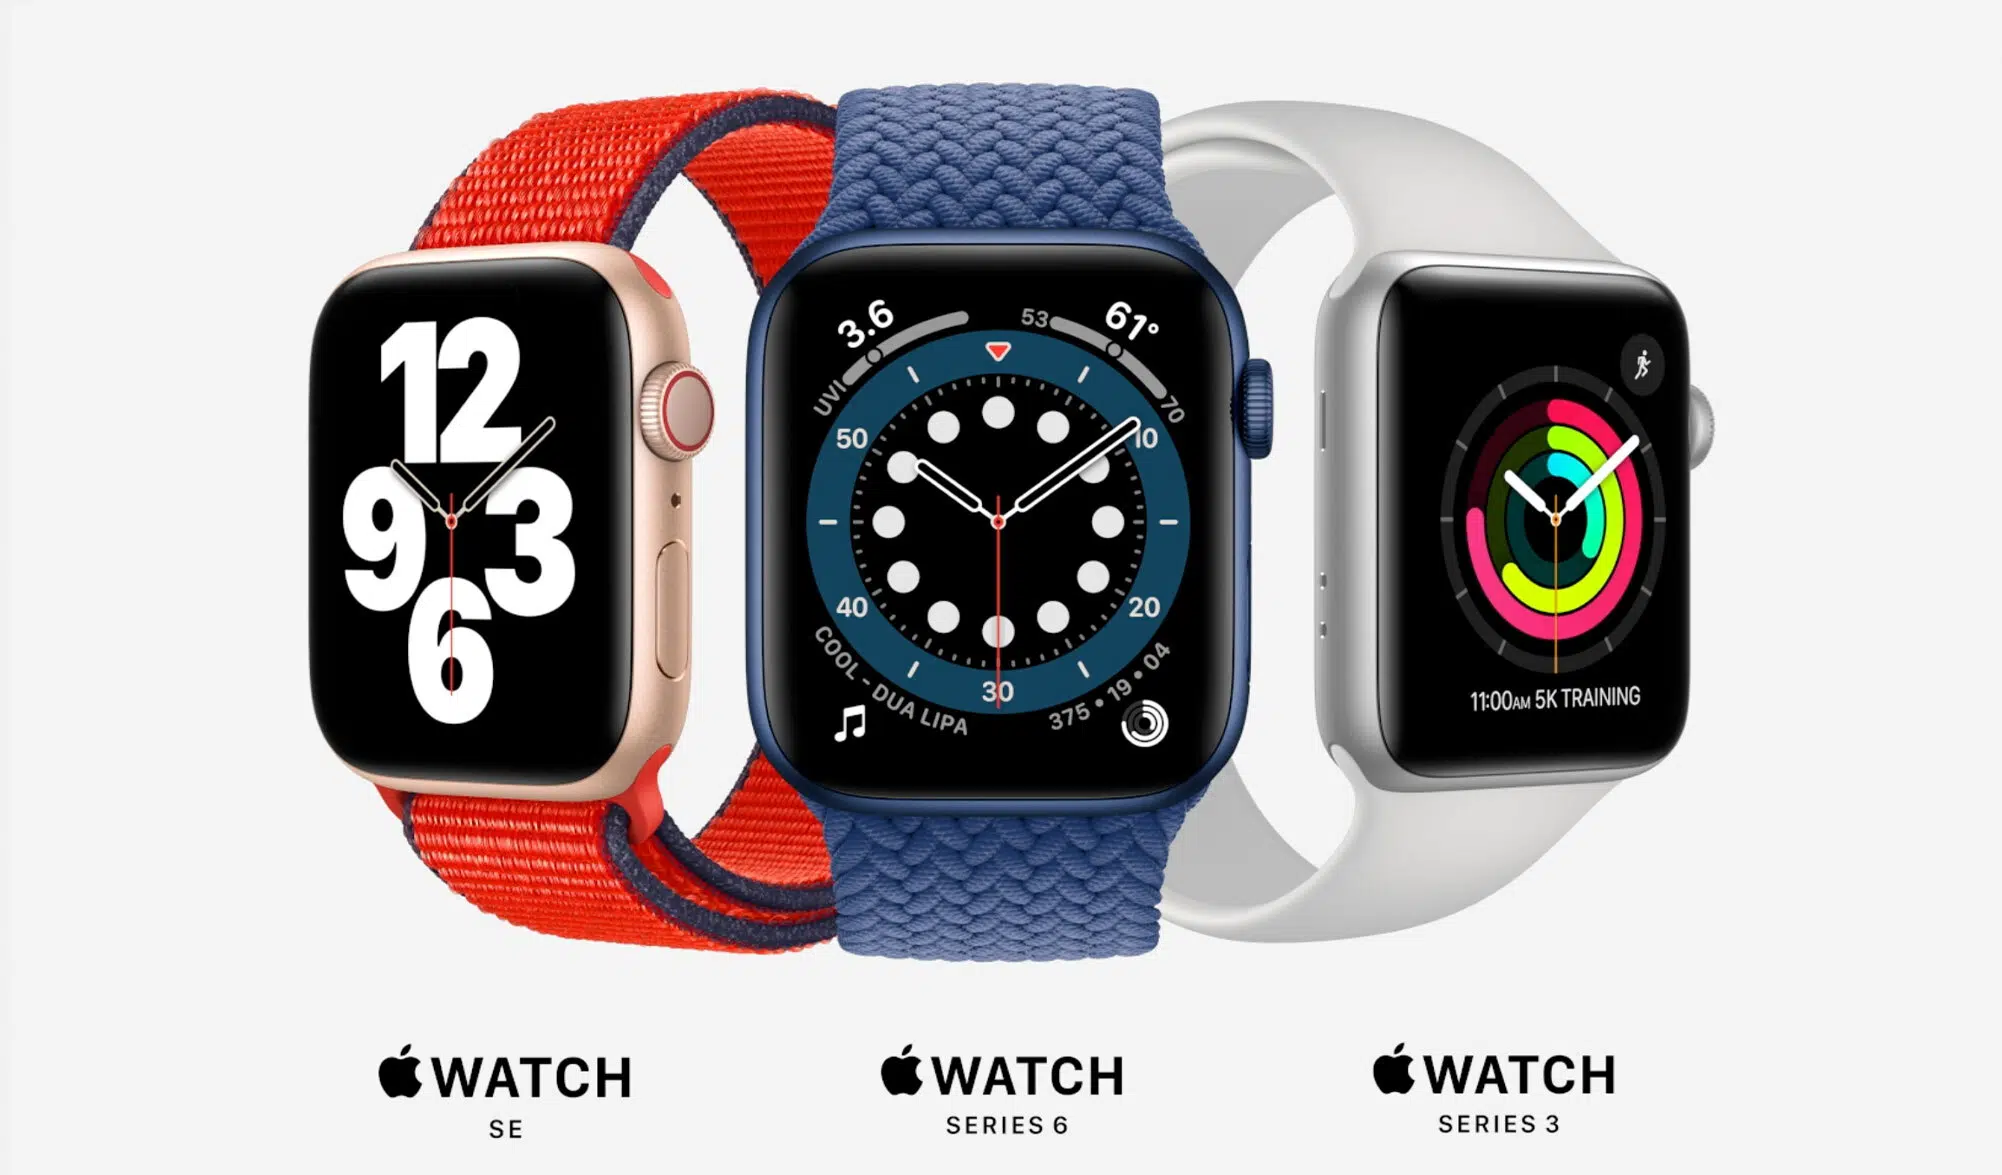 12
9
3
6
3.6
UVI
53
61°
70
50
10
40
20
30
COOL - DUA LIPA
375 • 19 • 04
11:00AM 5K TRAINING
WATCH
SE
WATCH
SERIES 6
WATCH
SERIES 3